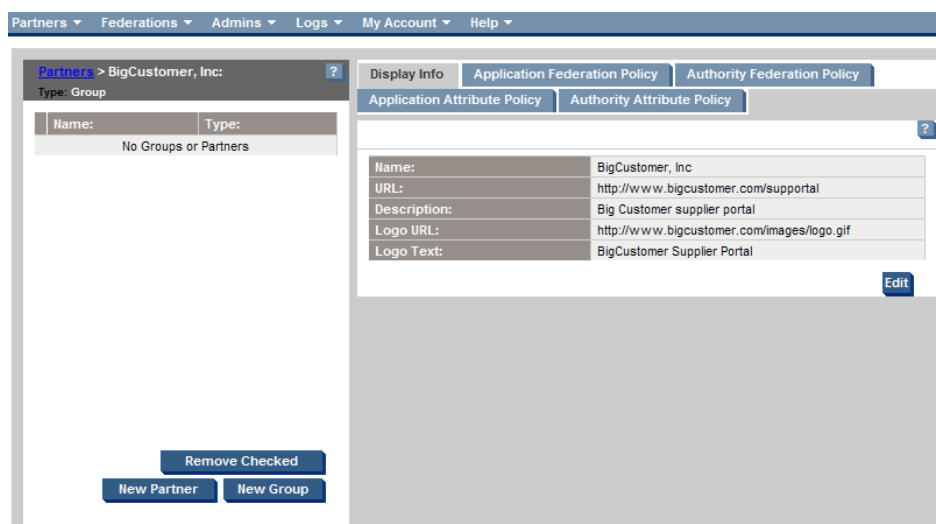 Partners Federations Admins Logs My Account Help
Partners > BigCustomer, Inc: ?
Type: Group
Name: Type:
No Groups or Partners
Remove Checked
New Partner New Group
Display Info Application Federation Policy Authority Federation Policy
Application Attribute Policy Authority Attribute Policy
?
Name: BigCustomer, Inc
URL: http://www.bigcustomer.com/supportal
Description: Big Customer supplier portal
Logo URL: http://www.bigcustomer.com/images/logo.gif
Logo Text: BigCustomer Supplier Portal
Edit